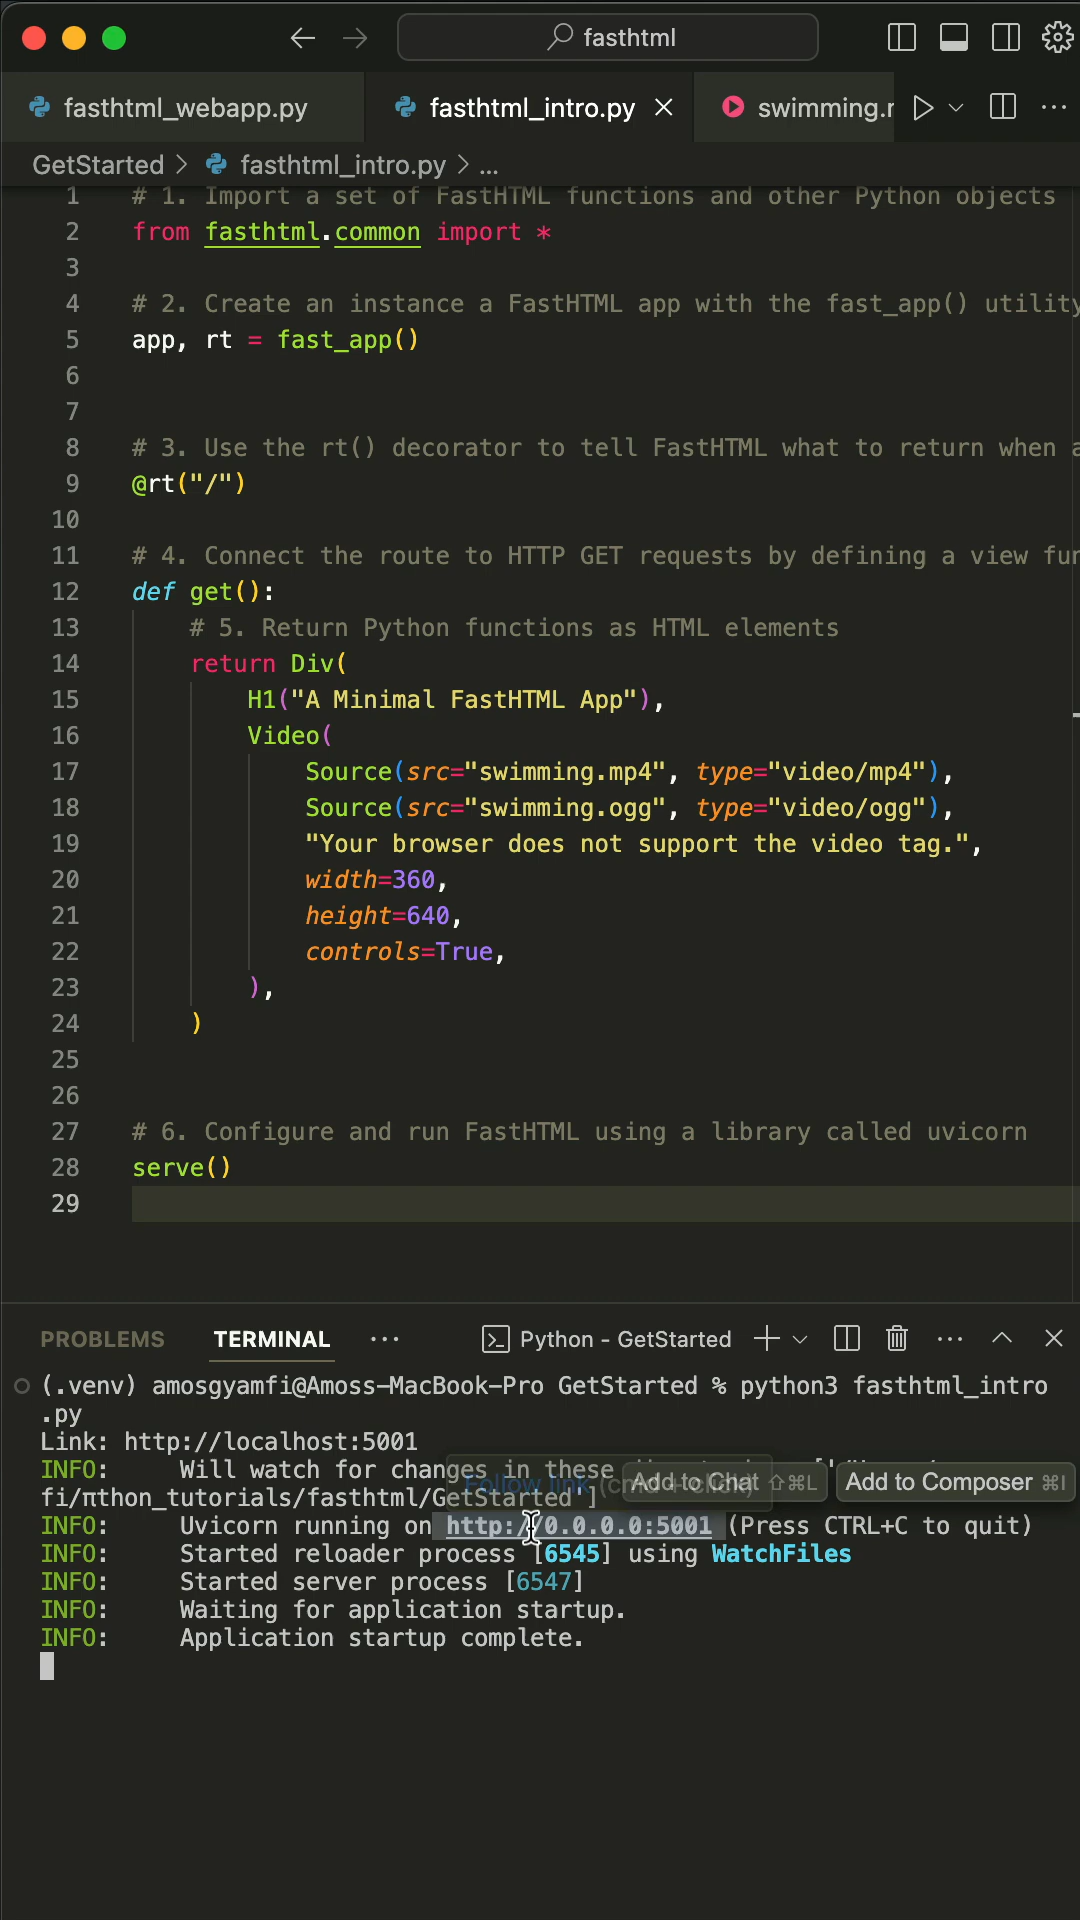 fasthtml
fasthtml_webapp.py
fasthtml_intro.py
swimming.
GetStarted > fasthtml_intro.py > ...
1 # 1. Import a set of FastHTML functions and other Python objects
2 from fasthtml.common import *
3
4 # 2. Create an instance a FastHTML app with the fast_app() utility
5 app, rt = fast_app()
6
7
8 # 3. Use the rt() decorator to tell FastHTML what to return when a
9 @rt("/")
10
11 # 4. Connect the route to HTTP GET requests by defining a view fun
12 def get():
13 # 5. Return Python functions as HTML elements
14 return Div(
15 H1("A Minimal FastHTML App"),
16 Video(
17 Source(src="swimming.mp4", type="video/mp4"),
18 Source(src="swimming.ogg", type="video/ogg"),
19 "Your browser does not support the video tag.",
20 width=360,
21 height=640,
22 controls=True,
23 ),
24 )
25
26
27 # 6. Configure and run FastHTML using a library called uvicorn
28 serve()
29
PROBLEMS TERMINAL ... Python - GetStarted
(.venv) amosgyamfi@Amoss-MacBook-Pro GetStarted % python3 fasthtml_intro
.py
Link: http://localhost:5001
INFO: Will watch for changes in these
Follow link (cmd + click)
Add to Chat ⇧⌘L
Add to Composer ⌘I
fi/πthon_tutorials/fasthtml/GetStarted']
INFO: Uvicorn running on http://0.0.0.0:5001 (Press CTRL+C to quit)
INFO: Started reloader process [6545] using WatchFiles
INFO: Started server process [6547]
INFO: Waiting for application startup.
INFO: Application startup complete.